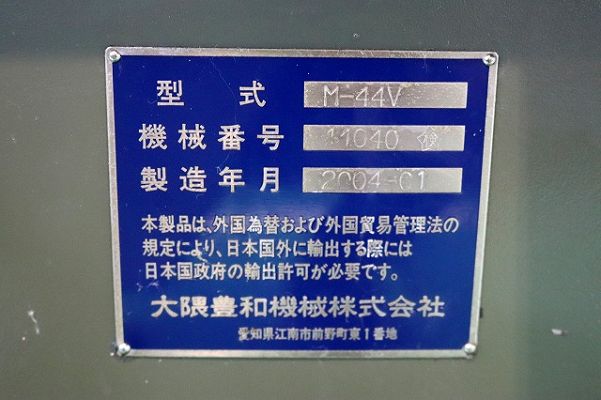 型式 M-44V
機械番号 41040 検
製造年月 2004-01
本製品は、外国為替および外国貿易管理法の
規定により、日本国外に輸出する際には
日本国政府の輸出許可が必要です。
大隈豊和機械株式会社
愛知県江南市前野町東1番地